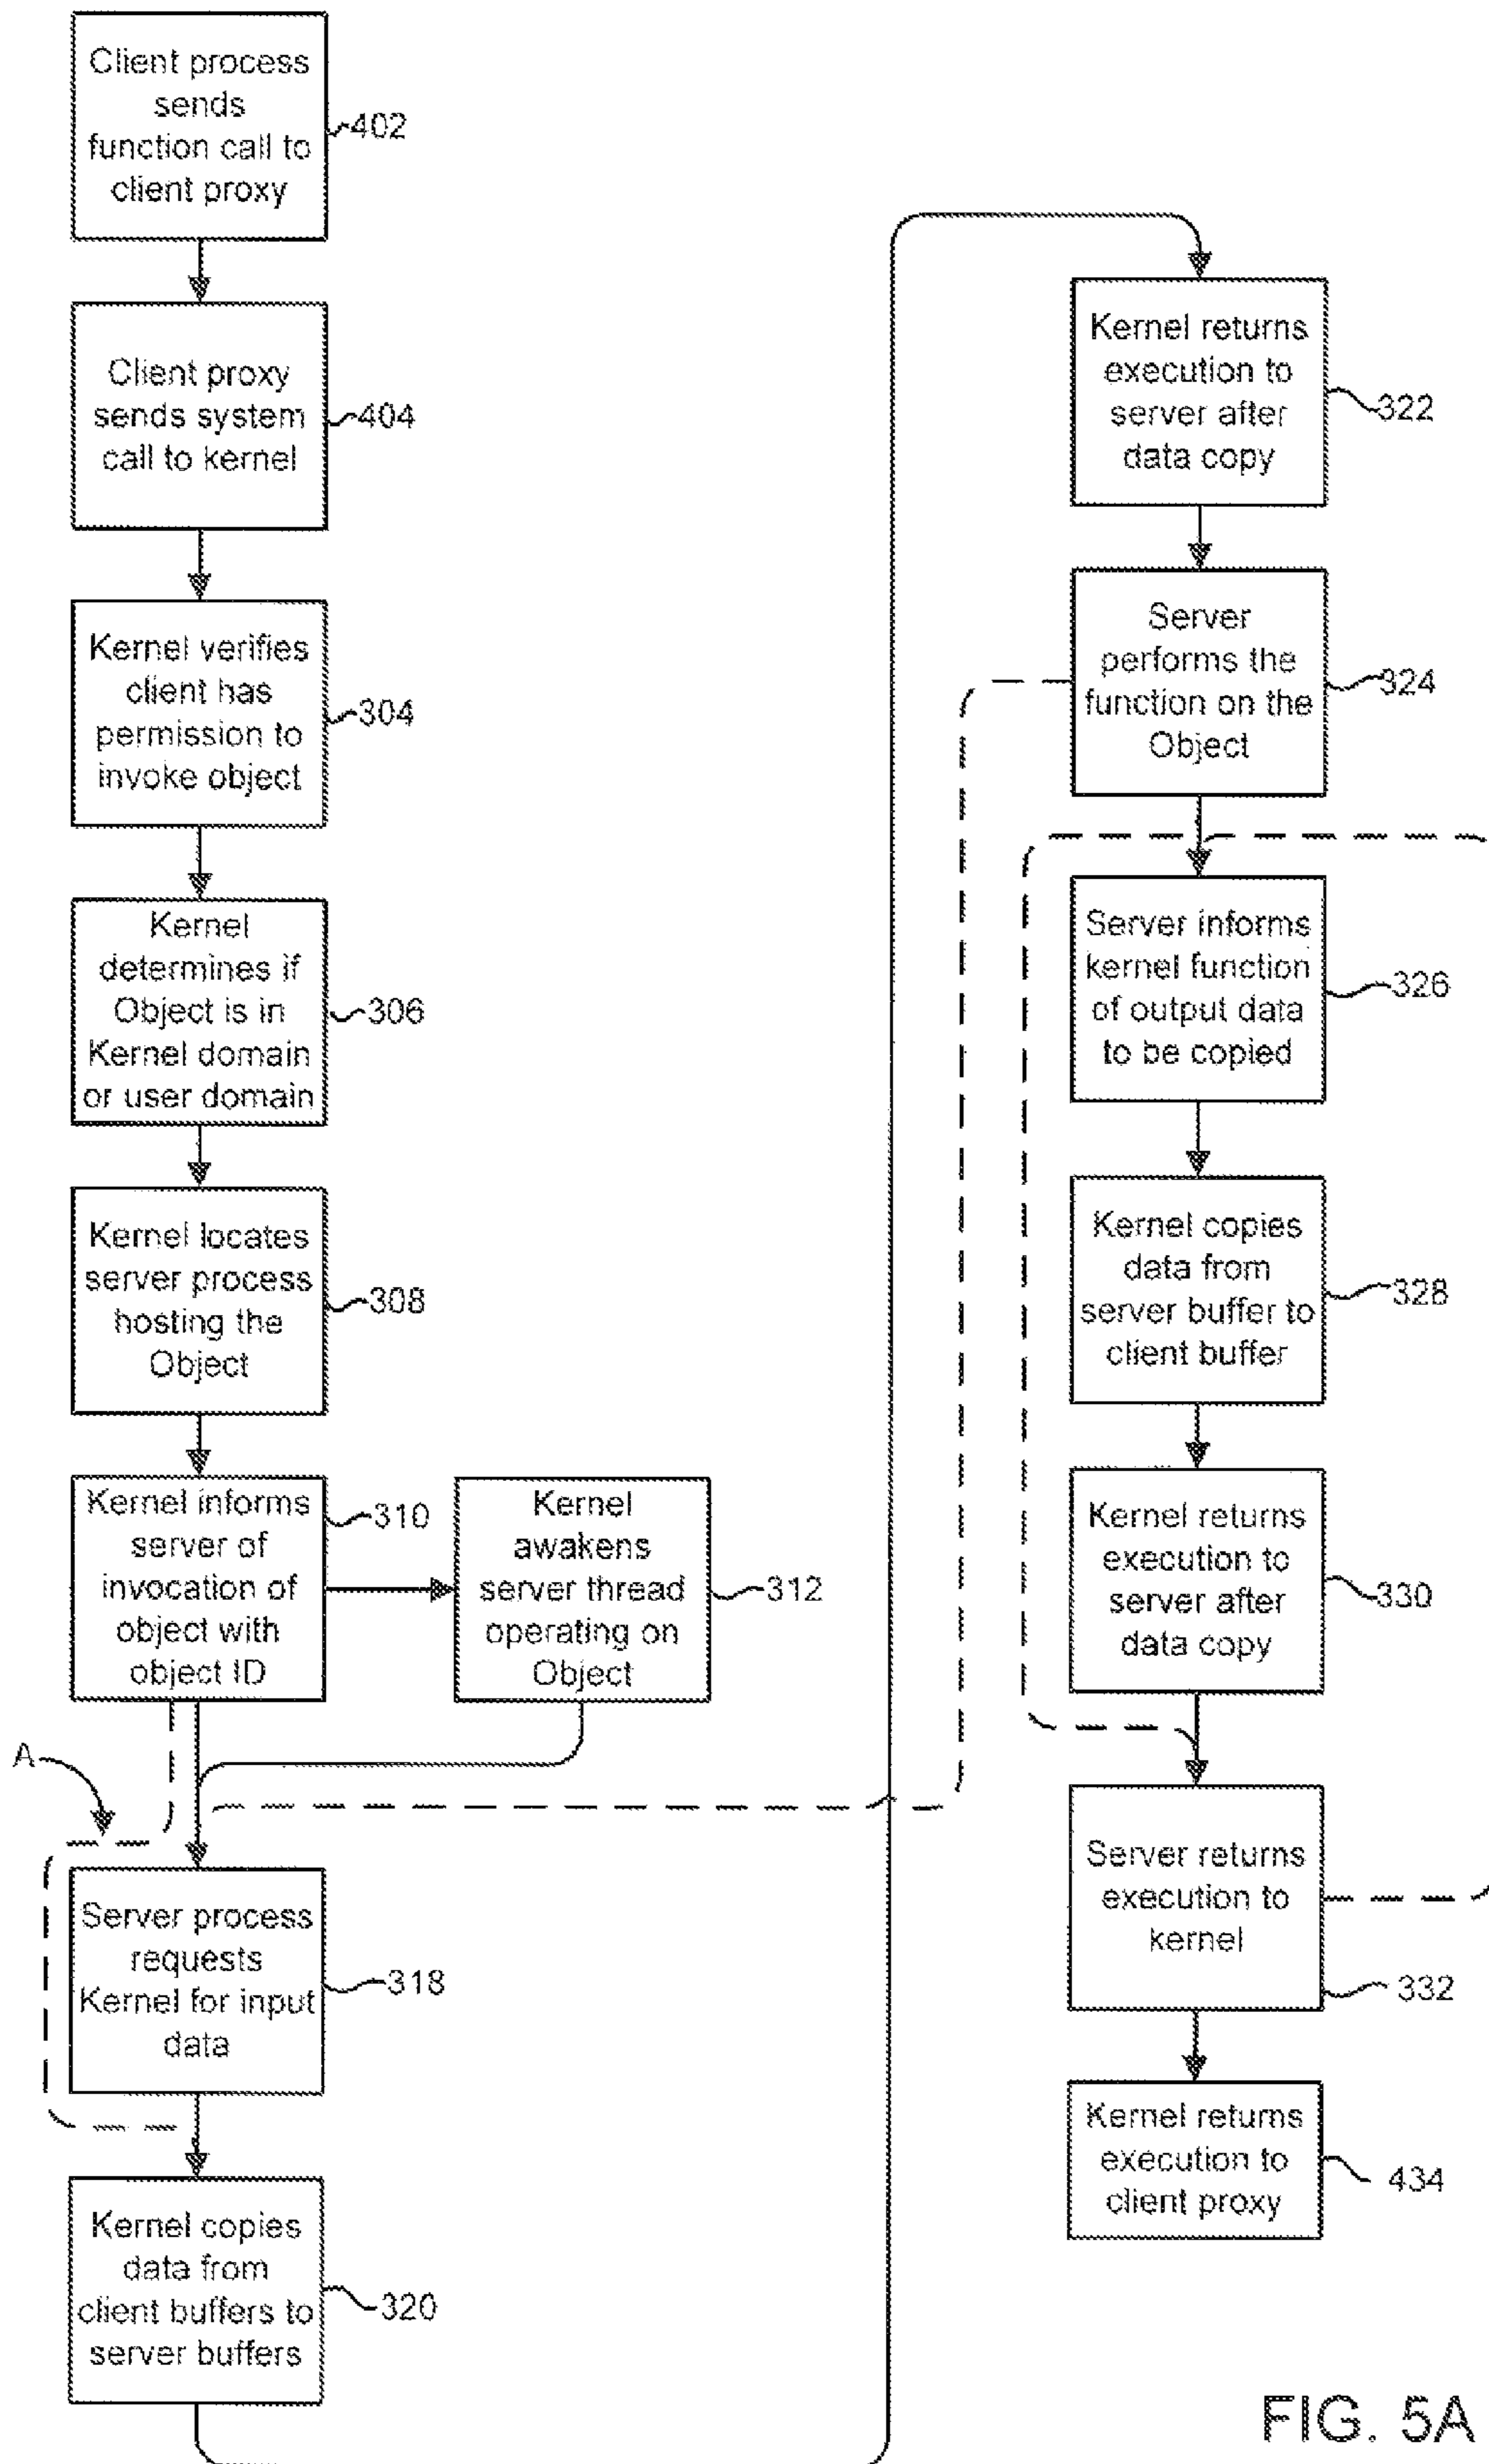 Client process
sends
function call to
client proxy
402
Client proxy
sends system
call to kernel
404
Kernel verifies
client has
permission to
invoke object
304
Kernel
determines if
Object is in
Kernel domain
or user domain
306
Kernel locates
server process
hosting the
Object
308
Kernel informs
server of
invocation of
object with
object ID
310
Kernel
awakens
server thread
operating on
Object
312
A
Server process
requests
Kernel for input
data
318
Kernel copies
data from
client buffers to
server buffers
320
Kernel returns
execution to
server after
data copy
322
Server
performs the
function on the
Object
324
Server informs
kernel function
of output data
to be copied
326
Kernel copies
data from
server buffer to
client buffer
328
Kernel returns
execution to
server after
data copy
330
Server returns
execution to
kernel
332
Kernel returns
execution to
client proxy
434
FIG. 5A